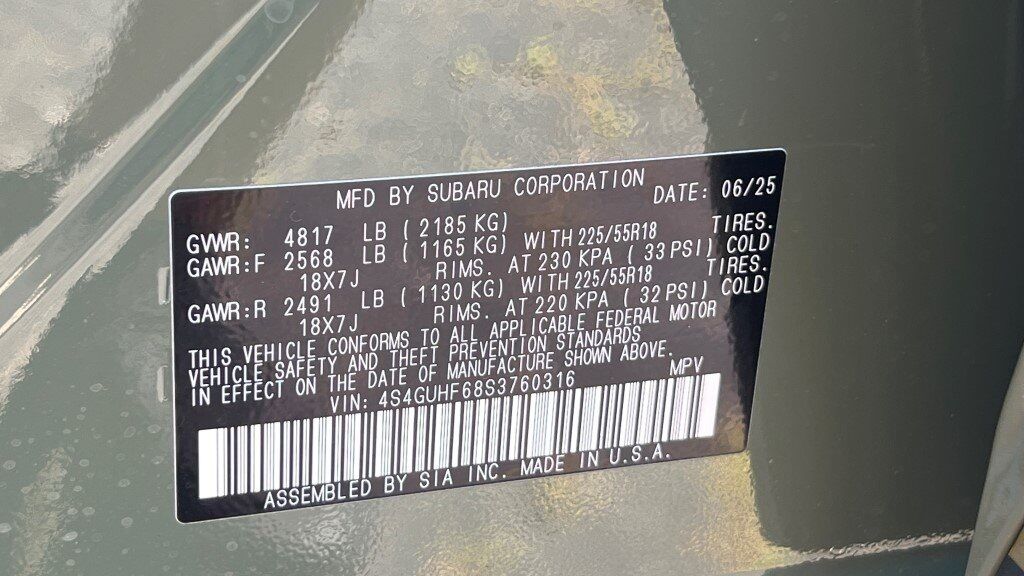 MFD BY SUBARU CORPORATION DATE: 06/25
GVWR: 4817 LB ( 2185 KG)
GAWR:F 2568 LB ( 1165 KG) WITH 225/55R18 TIRES.
18X7J RIMS. AT 230 KPA ( 33 PSI) COLD
GAWR:R 2491 LB ( 1130 KG) WITH 225/55R18 TIRES.
18X7J RIMS. AT 220 KPA ( 32 PSI) COLD
THIS VEHICLE CONFORMS TO ALL APPLICABLE FEDERAL MOTOR
VEHICLE SAFETY AND THEFT PREVENTION STANDARDS
IN EFFECT ON THE DATE OF MANUFACTURE SHOWN ABOVE.
VIN: 4S4GUHF68S3760316 MPV
ASSEMBLED BY SIA INC. MADE IN U.S.A.